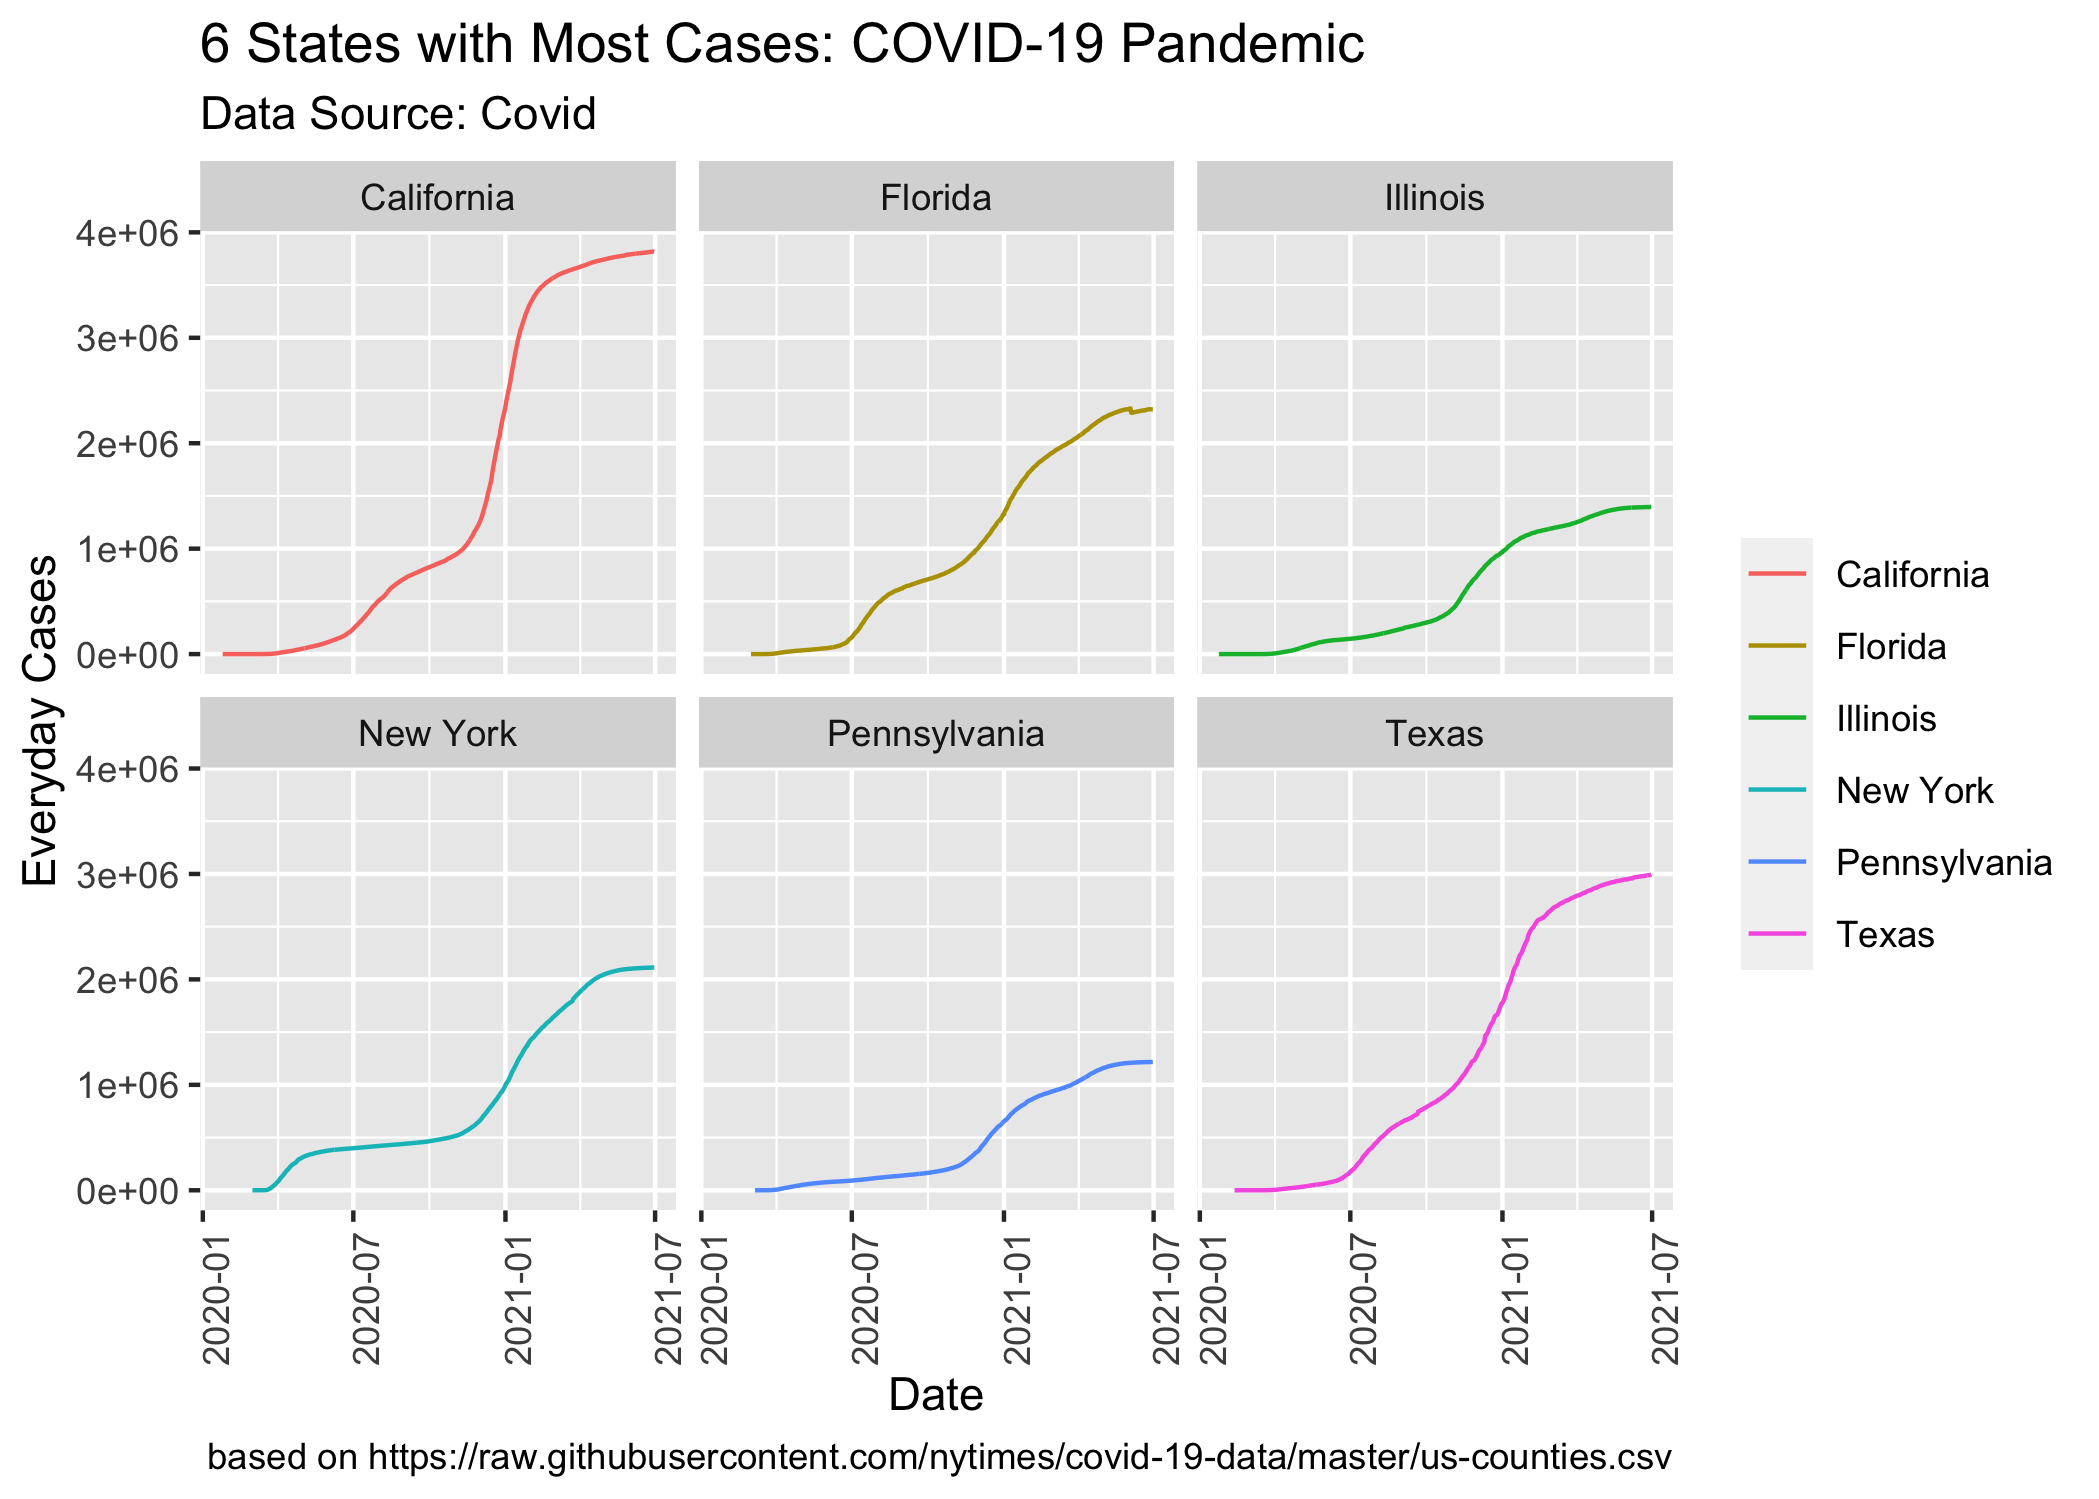 6 States with Most Cases: COVID-19 Pandemic
Data Source: Covid
California
Florida
Illinois
4e+06
3e+06
2e+06
1e+06
0e+00
New York
Pennsylvania
Texas
4e+06
3e+06
2e+06
1e+06
0e+00
Everyday Cases
2020-01
2020-07
2021-01
2021-07
2020-01
2020-07
2021-01
2021-07
2020-01
2020-07
2021-01
2021-07
Date
California
Florida
Illinois
New York
Pennsylvania
Texas
based on https://raw.githubusercontent.com/nytimes/covid-19-data/master/us-counties.csv